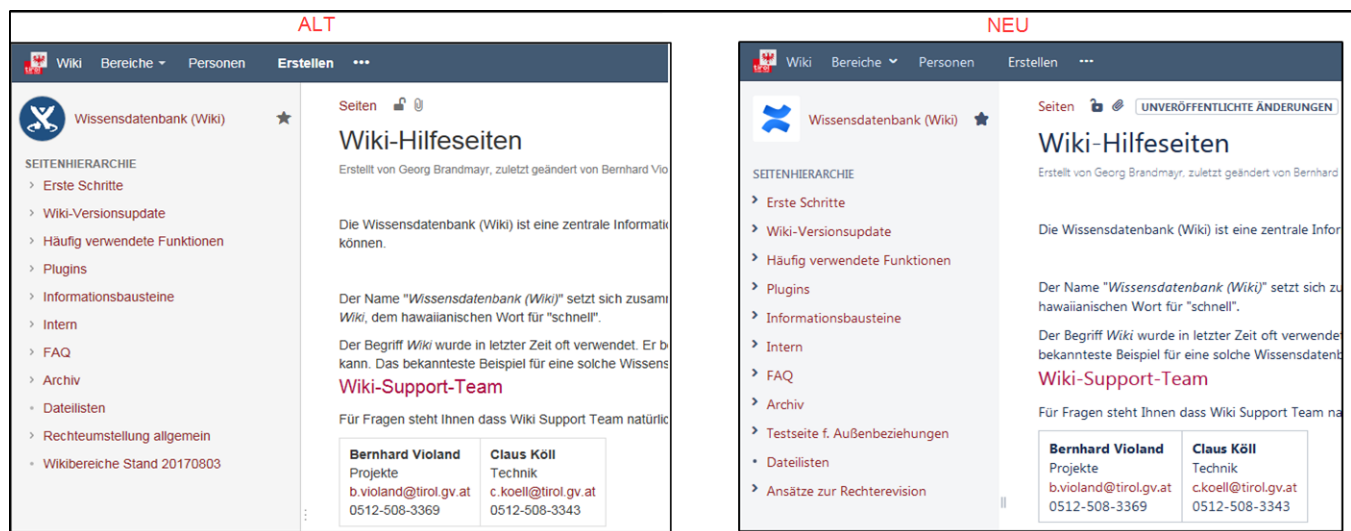 ALT
Wiki Bereiche Personen Erstellen •••
Wissensdatenbank (Wiki)
SEITENHIERARCHIE
Erste Schritte
Wiki-Versionsupdate
Häufig verwendete Funktionen
Plugins
Informationsbausteine
Intern
FAQ
Archiv
Dateilisten
Rechteumstellung allgemein
Wikibereiche Stand 20170803
Seiten
Wiki-Hilfeseiten
Erstellt von Georg Brandmayr, zuletzt geändert von Bernhard Vio
Die Wissensdatenbank (Wiki) ist eine zentrale Informati
können.
Der Name "Wissensdatenbank (Wiki)" setzt sich zusam
Wiki, dem hawaiianischen Wort für "schnell".
Der Begriff Wiki wurde in letzter Zeit oft verwendet. Er b
kann. Das bekannteste Beispiel für eine solche Wissens
Wiki-Support-Team
Für Fragen steht Ihnen dass Wiki Support Team natürlic
Bernhard Violand Claus Köll
Projekte Technik
b.violand@tirol.gv.at c.koell@tirol.gv.at
0512-508-3369 0512-508-3343
NEU
Wiki Bereiche Personen Erstellen •••
Wissensdatenbank (Wiki)
SEITENHIERARCHIE
Erste Schritte
Wiki-Versionsupdate
Häufig verwendete Funktionen
Plugins
Informationsbausteine
Intern
FAQ
Archiv
Testseite f. Außenbeziehungen
Dateilisten
Ansätze zur Rechterevision
Seiten UNVERÖFFENTLICHTE ÄNDERUNGEN
Wiki-Hilfeseiten
Erstellt von Georg Brandmayr, zuletzt geändert von Bernhard
Die Wissensdatenbank (Wiki) ist eine zentrale Infor
Der Name "Wissensdatenbank (Wiki)" setzt sich zu
hawaiianischen Wort für "schnell".
Der Begriff Wiki wurde in letzter Zeit oft verwendet
bekannteste Beispiel für eine solche Wissensdatenb
Wiki-Support-Team
Für Fragen steht Ihnen dass Wiki Support Team na
Bernhard Violand Claus Köll
Projekte Technik
b.violand@tirol.gv.at c.koell@tirol.gv.at
0512-508-3369 0512-508-3343